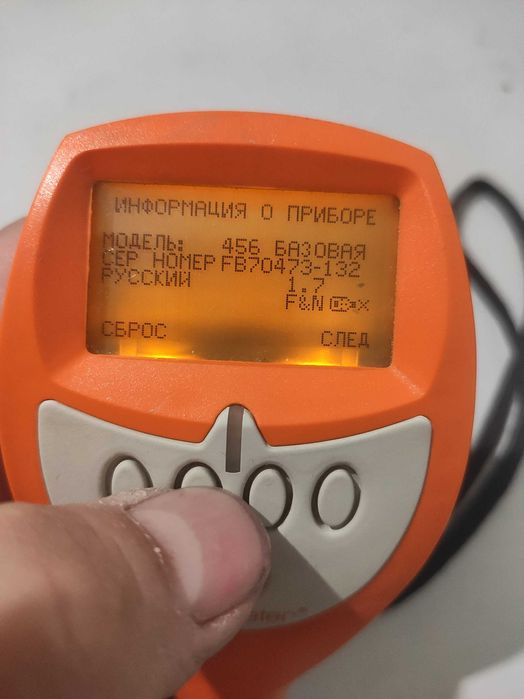 ИНФОРМАЦИЯ О ПРИБОРЕ
МОДЕЛЬ: 456 БАЗОВАЯ
СЕР НОМЕР FB70473-132
РУССКИЙ 1.7
F&N
СБРОС СЛЕД